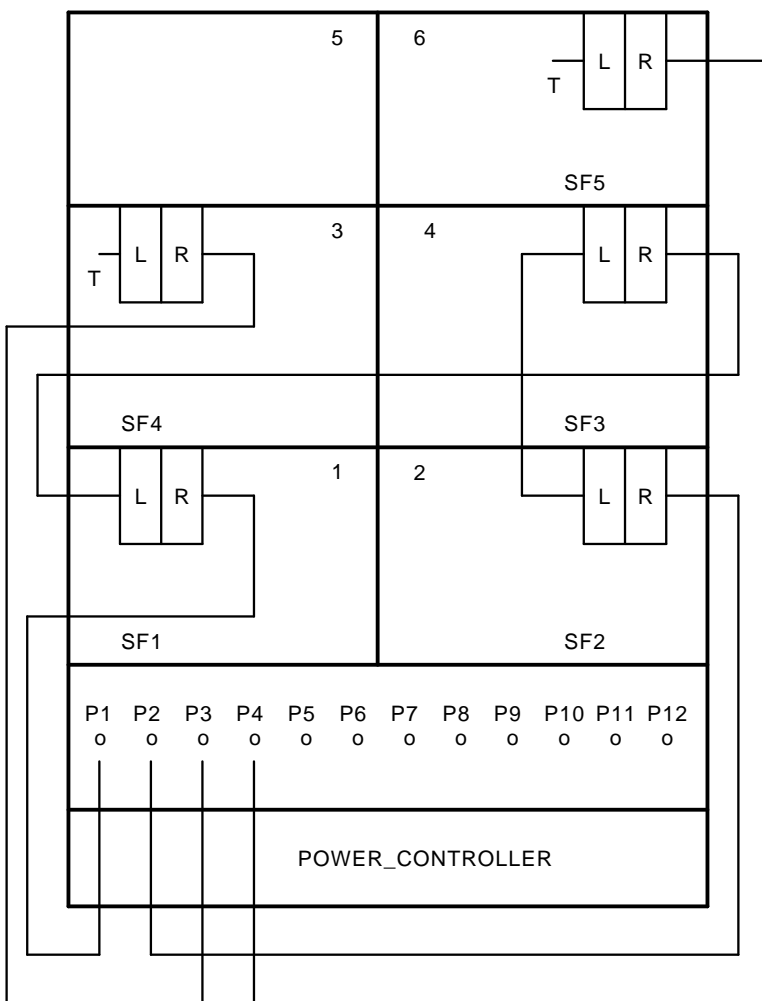 5 6
L R
T
SF5
3 4
L R L R
T
SF4 SF3
1 2
L R L R
SF1 SF2
P1 P2 P3 P4 P5 P6 P7 P8 P9 P10 P11 P12
o o o o o o o o o o o o
POWER_CONTROLLER